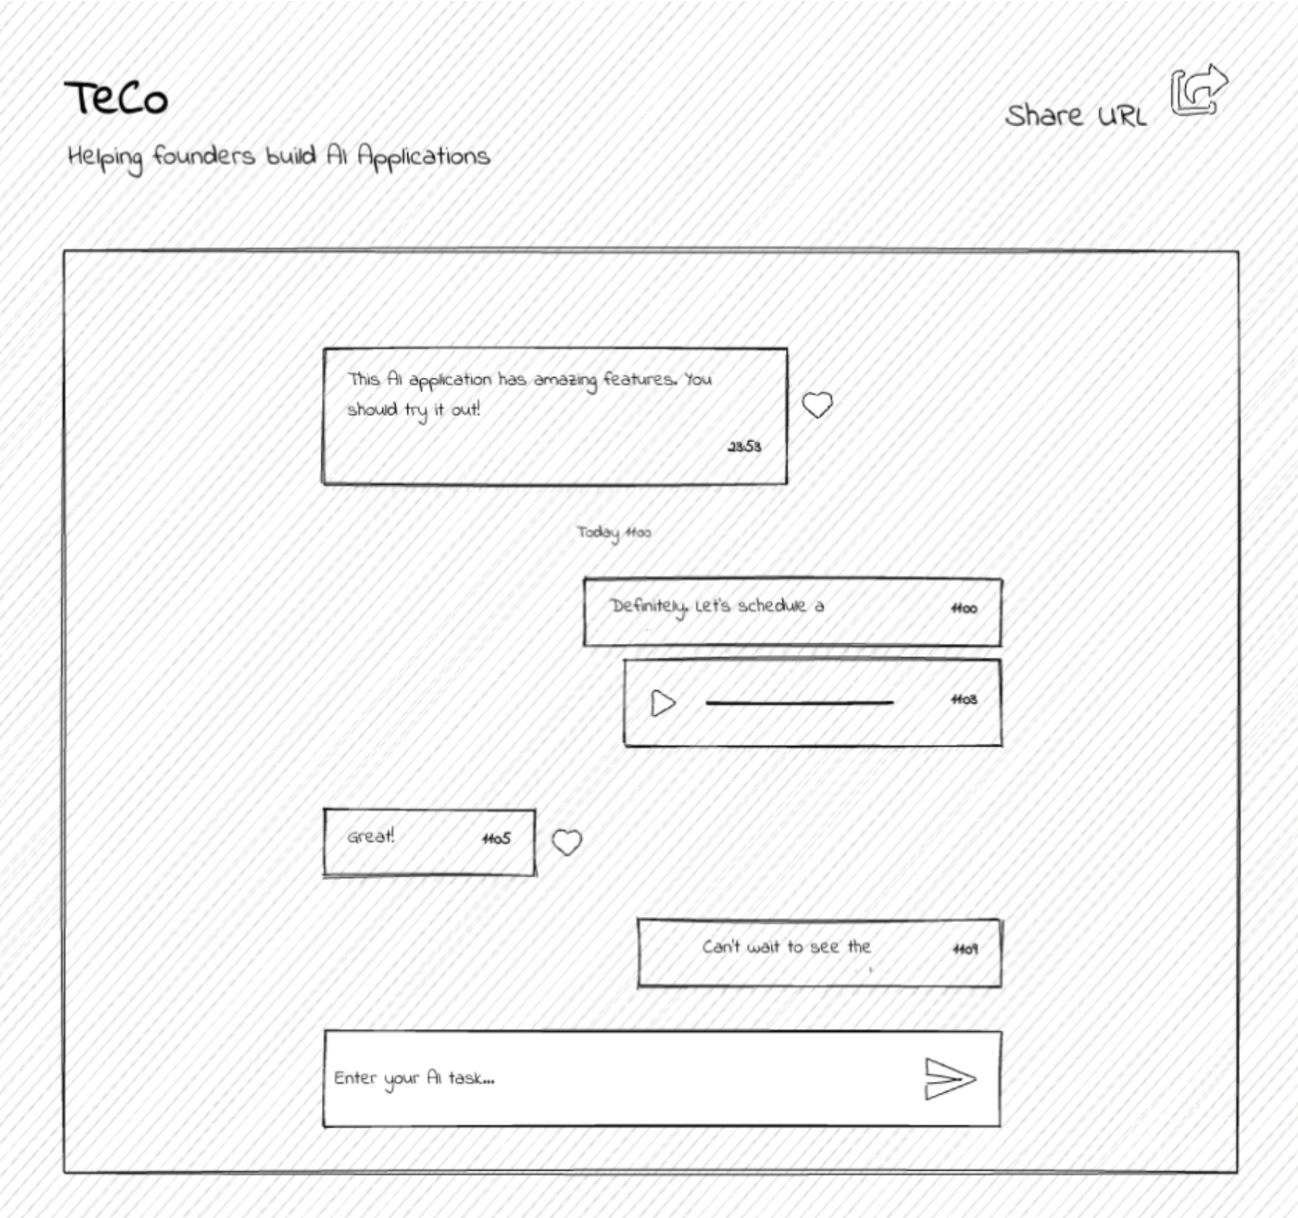 TeCo
Share URL
Helping founders build AI Applications
This AI application has amazing features. You
should try it out!
23:53
Today 11:00
Definitely. Let's schedule a
11:00
11:03
Great!
11:05
Can't wait to see the
11:09
Enter your AI task...